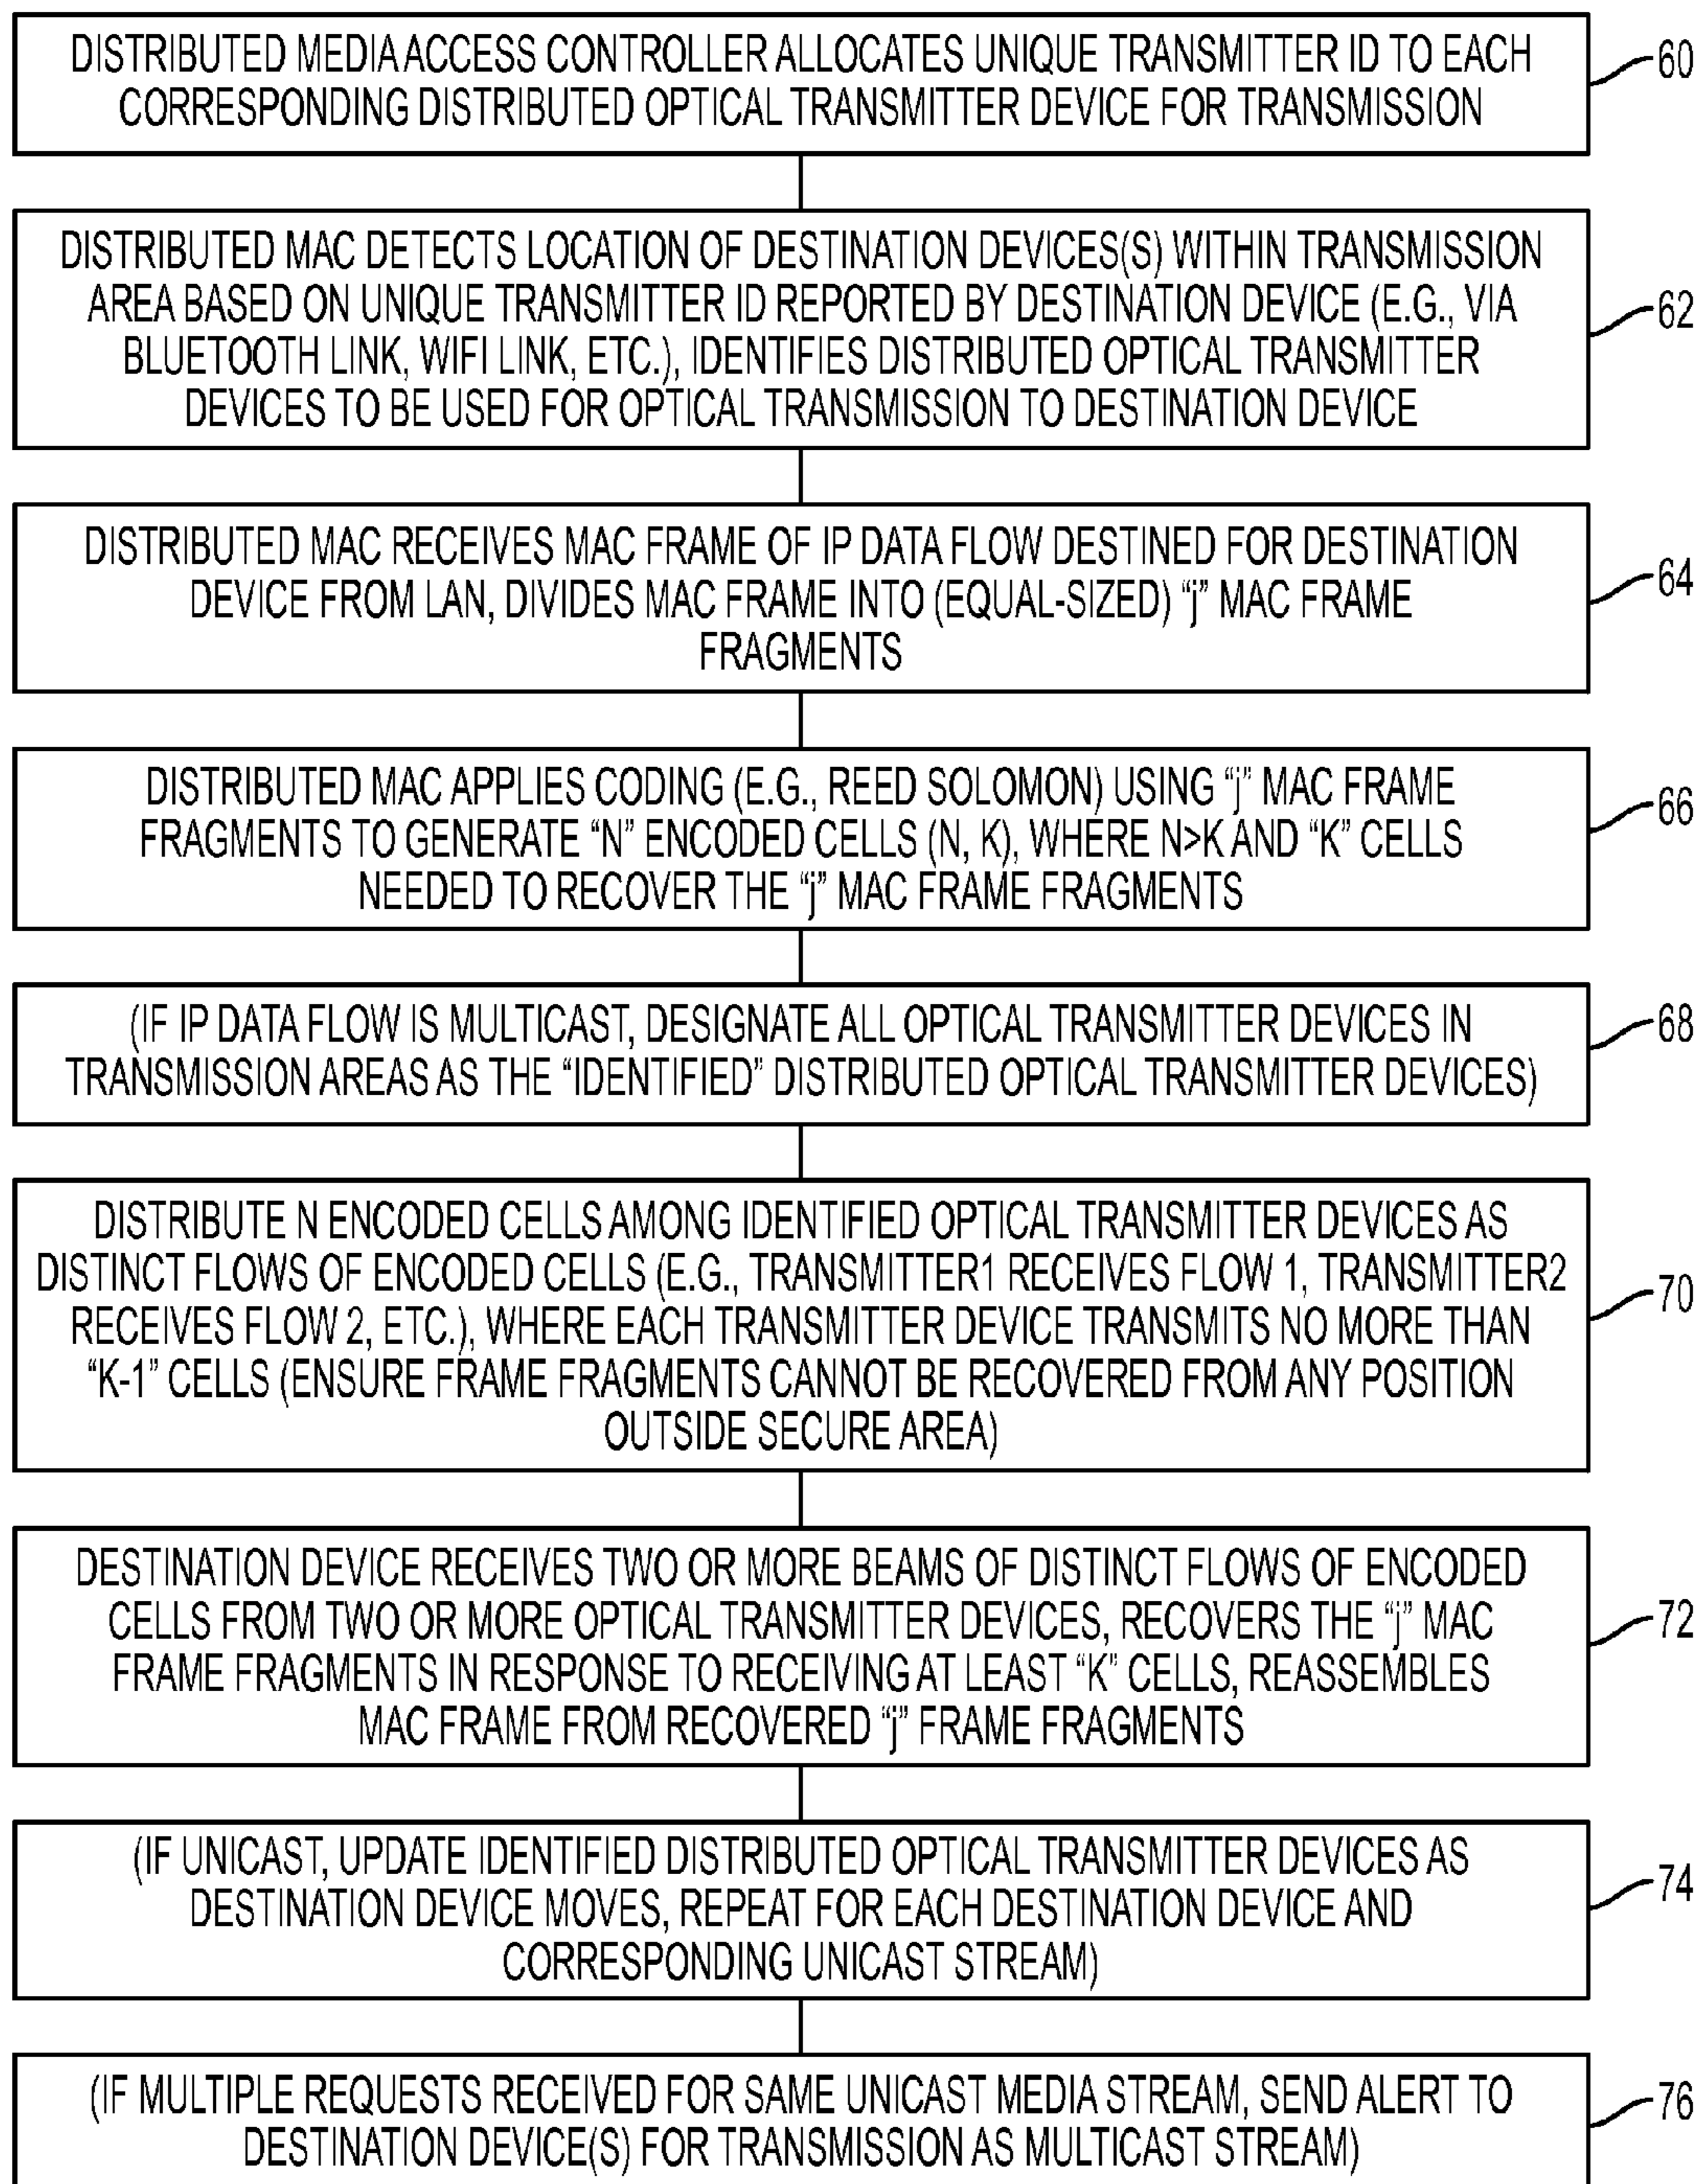 DISTRIBUTED MEDIA ACCESS CONTROLLER ALLOCATES UNIQUE TRANSMITTER ID TO EACH
CORRESPONDING DISTRIBUTED OPTICAL TRANSMITTER DEVICE FOR TRANSMISSION
60
DISTRIBUTED MAC DETECTS LOCATION OF DESTINATION DEVICES(S) WITHIN TRANSMISSION
AREA BASED ON UNIQUE TRANSMITTER ID REPORTED BY DESTINATION DEVICE (E.G., VIA
BLUETOOTH LINK, WIFI LINK, ETC.), IDENTIFIES DISTRIBUTED OPTICAL TRANSMITTER
DEVICES TO BE USED FOR OPTICAL TRANSMISSION TO DESTINATION DEVICE
62
DISTRIBUTED MAC RECEIVES MAC FRAME OF IP DATA FLOW DESTINED FOR DESTINATION
DEVICE FROM LAN, DIVIDES MAC FRAME INTO (EQUAL-SIZED) “j” MAC FRAME
FRAGMENTS
64
DISTRIBUTED MAC APPLIES CODING (E.G., REED SOLOMON) USING “j” MAC FRAME
FRAGMENTS TO GENERATE “N” ENCODED CELLS (N, K), WHERE N>K AND “K” CELLS
NEEDED TO RECOVER THE “j” MAC FRAME FRAGMENTS
66
(IF IP DATA FLOW IS MULTICAST, DESIGNATE ALL OPTICAL TRANSMITTER DEVICES IN
TRANSMISSION AREAS AS THE “IDENTIFIED” DISTRIBUTED OPTICAL TRANSMITTER DEVICES)
68
DISTRIBUTE N ENCODED CELLS AMONG IDENTIFIED OPTICAL TRANSMITTER DEVICES AS
DISTINCT FLOWS OF ENCODED CELLS (E.G., TRANSMITTER1 RECEIVES FLOW 1, TRANSMITTER2
RECEIVES FLOW 2, ETC.), WHERE EACH TRANSMITTER DEVICE TRANSMITS NO MORE THAN
“K-1” CELLS (ENSURE FRAME FRAGMENTS CANNOT BE RECOVERED FROM ANY POSITION
OUTSIDE SECURE AREA)
70
DESTINATION DEVICE RECEIVES TWO OR MORE BEAMS OF DISTINCT FLOWS OF ENCODED
CELLS FROM TWO OR MORE OPTICAL TRANSMITTER DEVICES, RECOVERS THE “j” MAC
FRAME FRAGMENTS IN RESPONSE TO RECEIVING AT LEAST “K” CELLS, REASSEMBLES
MAC FRAME FROM RECOVERED “j” FRAME FRAGMENTS
72
(IF UNICAST, UPDATE IDENTIFIED DISTRIBUTED OPTICAL TRANSMITTER DEVICES AS
DESTINATION DEVICE MOVES, REPEAT FOR EACH DESTINATION DEVICE AND
CORRESPONDING UNICAST STREAM)
74
(IF MULTIPLE REQUESTS RECEIVED FOR SAME UNICAST MEDIA STREAM, SEND ALERT TO
DESTINATION DEVICE(S) FOR TRANSMISSION AS MULTICAST STREAM)
76